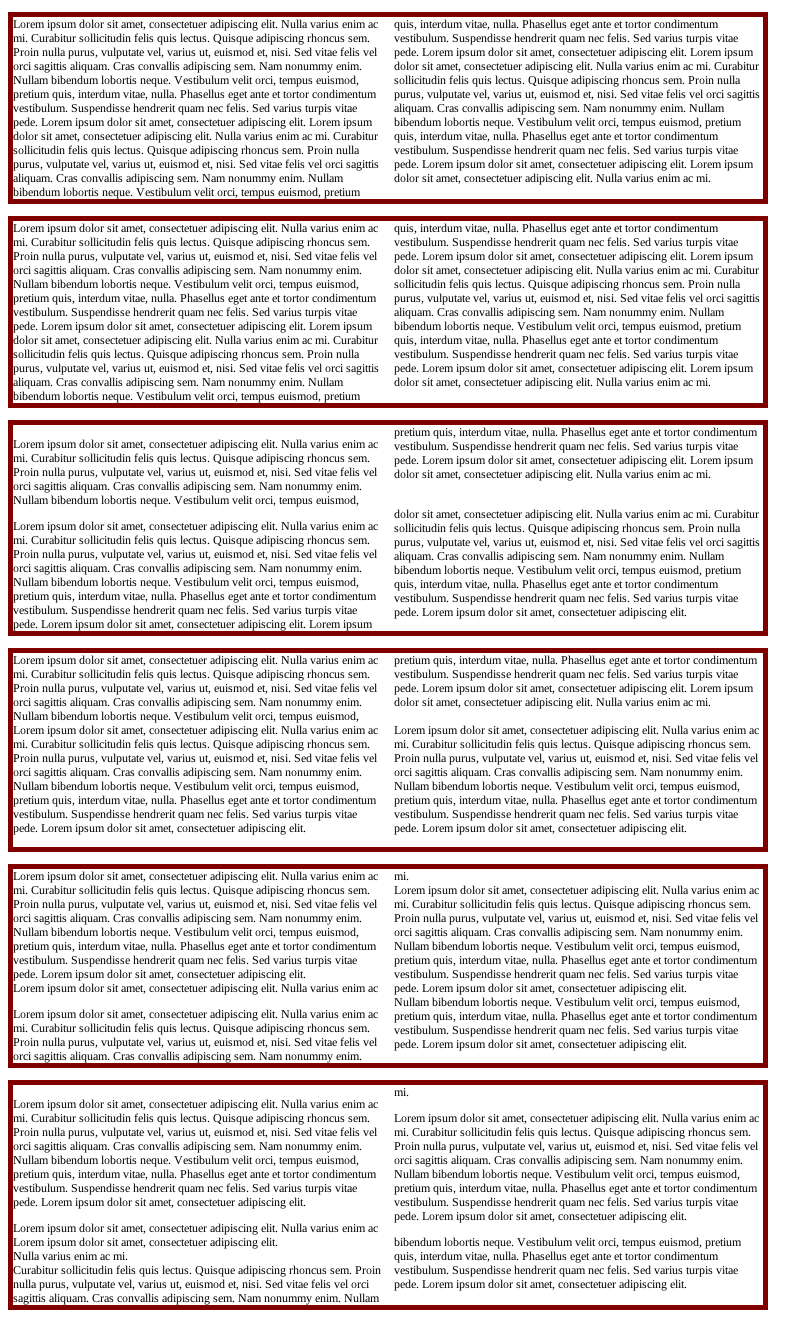 Lorem ipsum dolor sit amet, consectetuer adipiscing elit. Nulla varius enim ac
mi. Curabitur sollicitudin felis quis lectus. Quisque adipiscing rhoncus sem.
Proin nulla purus, vulputate vel, varius ut, euismod et, nisi. Sed vitae felis vel
orci sagittis aliquam. Cras convallis adipiscing sem. Nam nonummy enim.
Nullam bibendum lobortis neque. Vestibulum velit orci, tempus euismod,
pretium quis, interdum vitae, nulla. Phasellus eget ante et tortor condimentum
vestibulum. Suspendisse hendrerit quam nec felis. Sed varius turpis vitae
pede. Lorem ipsum dolor sit amet, consectetuer adipiscing elit. Lorem ipsum
dolor sit amet, consectetuer adipiscing elit. Nulla varius enim ac mi. Curabitur
sollicitudin felis quis lectus. Quisque adipiscing rhoncus sem. Proin nulla
purus, vulputate vel, varius ut, euismod et, nisi. Sed vitae felis vel orci sagittis
aliquam. Cras convallis adipiscing sem. Nam nonummy enim. Nullam
bibendum lobortis neque. Vestibulum velit orci, tempus euismod, pretium
quis, interdum vitae, nulla. Phasellus eget ante et tortor condimentum
vestibulum. Suspendisse hendrerit quam nec felis. Sed varius turpis vitae
pede. Lorem ipsum dolor sit amet, consectetuer adipiscing elit. Lorem ipsum
dolor sit amet, consectetuer adipiscing elit. Nulla varius enim ac mi. Curabitur
sollicitudin felis quis lectus. Quisque adipiscing rhoncus sem. Proin nulla
purus, vulputate vel, varius ut, euismod et, nisi. Sed vitae felis vel orci sagittis
aliquam. Cras convallis adipiscing sem. Nam nonummy enim. Nullam
bibendum lobortis neque. Vestibulum velit orci, tempus euismod, pretium
quis, interdum vitae, nulla. Phasellus eget ante et tortor condimentum
vestibulum. Suspendisse hendrerit quam nec felis. Sed varius turpis vitae
pede. Lorem ipsum dolor sit amet, consectetuer adipiscing elit. Lorem ipsum
dolor sit amet, consectetuer adipiscing elit. Nulla varius enim ac mi.
Lorem ipsum dolor sit amet, consectetuer adipiscing elit. Nulla varius enim ac
mi. Curabitur sollicitudin felis quis lectus. Quisque adipiscing rhoncus sem.
Proin nulla purus, vulputate vel, varius ut, euismod et, nisi. Sed vitae felis vel
orci sagittis aliquam. Cras convallis adipiscing sem. Nam nonummy enim.
Nullam bibendum lobortis neque. Vestibulum velit orci, tempus euismod,
pretium quis, interdum vitae, nulla. Phasellus eget ante et tortor condimentum
vestibulum. Suspendisse hendrerit quam nec felis. Sed varius turpis vitae
pede. Lorem ipsum dolor sit amet, consectetuer adipiscing elit. Lorem ipsum
dolor sit amet, consectetuer adipiscing elit. Nulla varius enim ac mi. Curabitur
sollicitudin felis quis lectus. Quisque adipiscing rhoncus sem. Proin nulla
purus, vulputate vel, varius ut, euismod et, nisi. Sed vitae felis vel orci sagittis
aliquam. Cras convallis adipiscing sem. Nam nonummy enim. Nullam
bibendum lobortis neque. Vestibulum velit orci, tempus euismod, pretium
quis, interdum vitae, nulla. Phasellus eget ante et tortor condimentum
vestibulum. Suspendisse hendrerit quam nec felis. Sed varius turpis vitae
pede. Lorem ipsum dolor sit amet, consectetuer adipiscing elit. Lorem ipsum
dolor sit amet, consectetuer adipiscing elit. Nulla varius enim ac mi. Curabitur
sollicitudin felis quis lectus. Quisque adipiscing rhoncus sem. Proin nulla
purus, vulputate vel, varius ut, euismod et, nisi. Sed vitae felis vel orci sagittis
aliquam. Cras convallis adipiscing sem. Nam nonummy enim. Nullam
bibendum lobortis neque. Vestibulum velit orci, tempus euismod, pretium
quis, interdum vitae, nulla. Phasellus eget ante et tortor condimentum
vestibulum. Suspendisse hendrerit quam nec felis. Sed varius turpis vitae
pede. Lorem ipsum dolor sit amet, consectetuer adipiscing elit. Lorem ipsum
dolor sit amet, consectetuer adipiscing elit. Nulla varius enim ac mi.
Lorem ipsum dolor sit amet, consectetuer adipiscing elit. Nulla varius enim ac
mi. Curabitur sollicitudin felis quis lectus. Quisque adipiscing rhoncus sem.
Proin nulla purus, vulputate vel, varius ut, euismod et, nisi. Sed vitae felis vel
orci sagittis aliquam. Cras convallis adipiscing sem. Nam nonummy enim.
Nullam bibendum lobortis neque. Vestibulum velit orci, tempus euismod,
Lorem ipsum dolor sit amet, consectetuer adipiscing elit. Nulla varius enim ac
mi. Curabitur sollicitudin felis quis lectus. Quisque adipiscing rhoncus sem.
Proin nulla purus, vulputate vel, varius ut, euismod et, nisi. Sed vitae felis vel
orci sagittis aliquam. Cras convallis adipiscing sem. Nam nonummy enim.
Nullam bibendum lobortis neque. Vestibulum velit orci, tempus euismod,
pretium quis, interdum vitae, nulla. Phasellus eget ante et tortor condimentum
vestibulum. Suspendisse hendrerit quam nec felis. Sed varius turpis vitae
pede. Lorem ipsum dolor sit amet, consectetuer adipiscing elit. Lorem ipsum
pretium quis, interdum vitae, nulla. Phasellus eget ante et tortor condimentum
vestibulum. Suspendisse hendrerit quam nec felis. Sed varius turpis vitae
pede. Lorem ipsum dolor sit amet, consectetuer adipiscing elit. Lorem ipsum
dolor sit amet, consectetuer adipiscing elit. Nulla varius enim ac mi.
dolor sit amet, consectetuer adipiscing elit. Nulla varius enim ac mi. Curabitur
sollicitudin felis quis lectus. Quisque adipiscing rhoncus sem. Proin nulla
purus, vulputate vel, varius ut, euismod et, nisi. Sed vitae felis vel orci sagittis
aliquam. Cras convallis adipiscing sem. Nam nonummy enim. Nullam
bibendum lobortis neque. Vestibulum velit orci, tempus euismod, pretium
quis, interdum vitae, nulla. Phasellus eget ante et tortor condimentum
vestibulum. Suspendisse hendrerit quam nec felis. Sed varius turpis vitae
pede. Lorem ipsum dolor sit amet, consectetuer adipiscing elit.
Lorem ipsum dolor sit amet, consectetuer adipiscing elit. Nulla varius enim ac
mi. Curabitur sollicitudin felis quis lectus. Quisque adipiscing rhoncus sem.
Proin nulla purus, vulputate vel, varius ut, euismod et, nisi. Sed vitae felis vel
orci sagittis aliquam. Cras convallis adipiscing sem. Nam nonummy enim.
Nullam bibendum lobortis neque. Vestibulum velit orci, tempus euismod,
Lorem ipsum dolor sit amet, consectetuer adipiscing elit. Nulla varius enim ac
mi. Curabitur sollicitudin felis quis lectus. Quisque adipiscing rhoncus sem.
Proin nulla purus, vulputate vel, varius ut, euismod et, nisi. Sed vitae felis vel
orci sagittis aliquam. Cras convallis adipiscing sem. Nam nonummy enim.
Nullam bibendum lobortis neque. Vestibulum velit orci, tempus euismod,
pretium quis, interdum vitae, nulla. Phasellus eget ante et tortor condimentum
vestibulum. Suspendisse hendrerit quam nec felis. Sed varius turpis vitae
pede. Lorem ipsum dolor sit amet, consectetuer adipiscing elit.
pretium quis, interdum vitae, nulla. Phasellus eget ante et tortor condimentum
vestibulum. Suspendisse hendrerit quam nec felis. Sed varius turpis vitae
pede. Lorem ipsum dolor sit amet, consectetuer adipiscing elit. Lorem ipsum
dolor sit amet, consectetuer adipiscing elit. Nulla varius enim ac mi.
Lorem ipsum dolor sit amet, consectetuer adipiscing elit. Nulla varius enim ac
mi. Curabitur sollicitudin felis quis lectus. Quisque adipiscing rhoncus sem.
Proin nulla purus, vulputate vel, varius ut, euismod et, nisi. Sed vitae felis vel
orci sagittis aliquam. Cras convallis adipiscing sem. Nam nonummy enim.
Nullam bibendum lobortis neque. Vestibulum velit orci, tempus euismod,
pretium quis, interdum vitae, nulla. Phasellus eget ante et tortor condimentum
vestibulum. Suspendisse hendrerit quam nec felis. Sed varius turpis vitae
pede. Lorem ipsum dolor sit amet, consectetuer adipiscing elit.
Lorem ipsum dolor sit amet, consectetuer adipiscing elit. Nulla varius enim ac
mi. Curabitur sollicitudin felis quis lectus. Quisque adipiscing rhoncus sem.
Proin nulla purus, vulputate vel, varius ut, euismod et, nisi. Sed vitae felis vel
orci sagittis aliquam. Cras convallis adipiscing sem. Nam nonummy enim.
Nullam bibendum lobortis neque. Vestibulum velit orci, tempus euismod,
pretium quis, interdum vitae, nulla. Phasellus eget ante et tortor condimentum
vestibulum. Suspendisse hendrerit quam nec felis. Sed varius turpis vitae
pede. Lorem ipsum dolor sit amet, consectetuer adipiscing elit.
Lorem ipsum dolor sit amet, consectetuer adipiscing elit. Nulla varius enim ac
Lorem ipsum dolor sit amet, consectetuer adipiscing elit. Nulla varius enim ac
mi. Curabitur sollicitudin felis quis lectus. Quisque adipiscing rhoncus sem.
Proin nulla purus, vulputate vel, varius ut, euismod et, nisi. Sed vitae felis vel
orci sagittis aliquam. Cras convallis adipiscing sem. Nam nonummy enim.
mi.
Lorem ipsum dolor sit amet, consectetuer adipiscing elit. Nulla varius enim ac
mi. Curabitur sollicitudin felis quis lectus. Quisque adipiscing rhoncus sem.
Proin nulla purus, vulputate vel, varius ut, euismod et, nisi. Sed vitae felis vel
orci sagittis aliquam. Cras convallis adipiscing sem. Nam nonummy enim.
Nullam bibendum lobortis neque. Vestibulum velit orci, tempus euismod,
pretium quis, interdum vitae, nulla. Phasellus eget ante et tortor condimentum
vestibulum. Suspendisse hendrerit quam nec felis. Sed varius turpis vitae
pede. Lorem ipsum dolor sit amet, consectetuer adipiscing elit.
Nullam bibendum lobortis neque. Vestibulum velit orci, tempus euismod,
pretium quis, interdum vitae, nulla. Phasellus eget ante et tortor condimentum
vestibulum. Suspendisse hendrerit quam nec felis. Sed varius turpis vitae
pede. Lorem ipsum dolor sit amet, consectetuer adipiscing elit.
Lorem ipsum dolor sit amet, consectetuer adipiscing elit. Nulla varius enim ac
mi. Curabitur sollicitudin felis quis lectus. Quisque adipiscing rhoncus sem.
Proin nulla purus, vulputate vel, varius ut, euismod et, nisi. Sed vitae felis vel
orci sagittis aliquam. Cras convallis adipiscing sem. Nam nonummy enim.
Nullam bibendum lobortis neque. Vestibulum velit orci, tempus euismod,
pretium quis, interdum vitae, nulla. Phasellus eget ante et tortor condimentum
vestibulum. Suspendisse hendrerit quam nec felis. Sed varius turpis vitae
pede. Lorem ipsum dolor sit amet, consectetuer adipiscing elit.
Lorem ipsum dolor sit amet, consectetuer adipiscing elit. Nulla varius enim ac
Lorem ipsum dolor sit amet, consectetuer adipiscing elit.
Nulla varius enim ac mi.
Curabitur sollicitudin felis quis lectus. Quisque adipiscing rhoncus sem. Proin
nulla purus, vulputate vel, varius ut, euismod et, nisi. Sed vitae felis vel orci
sagittis aliquam. Cras convallis adipiscing sem. Nam nonummy enim. Nullam
mi.
Lorem ipsum dolor sit amet, consectetuer adipiscing elit. Nulla varius enim ac
mi. Curabitur sollicitudin felis quis lectus. Quisque adipiscing rhoncus sem.
Proin nulla purus, vulputate vel, varius ut, euismod et, nisi. Sed vitae felis vel
orci sagittis aliquam. Cras convallis adipiscing sem. Nam nonummy enim.
Nullam bibendum lobortis neque. Vestibulum velit orci, tempus euismod,
pretium quis, interdum vitae, nulla. Phasellus eget ante et tortor condimentum
vestibulum. Suspendisse hendrerit quam nec felis. Sed varius turpis vitae
pede. Lorem ipsum dolor sit amet, consectetuer adipiscing elit.
bibendum lobortis neque. Vestibulum velit orci, tempus euismod, pretium
quis, interdum vitae, nulla. Phasellus eget ante et tortor condimentum
vestibulum. Suspendisse hendrerit quam nec felis. Sed varius turpis vitae
pede. Lorem ipsum dolor sit amet, consectetuer adipiscing elit.